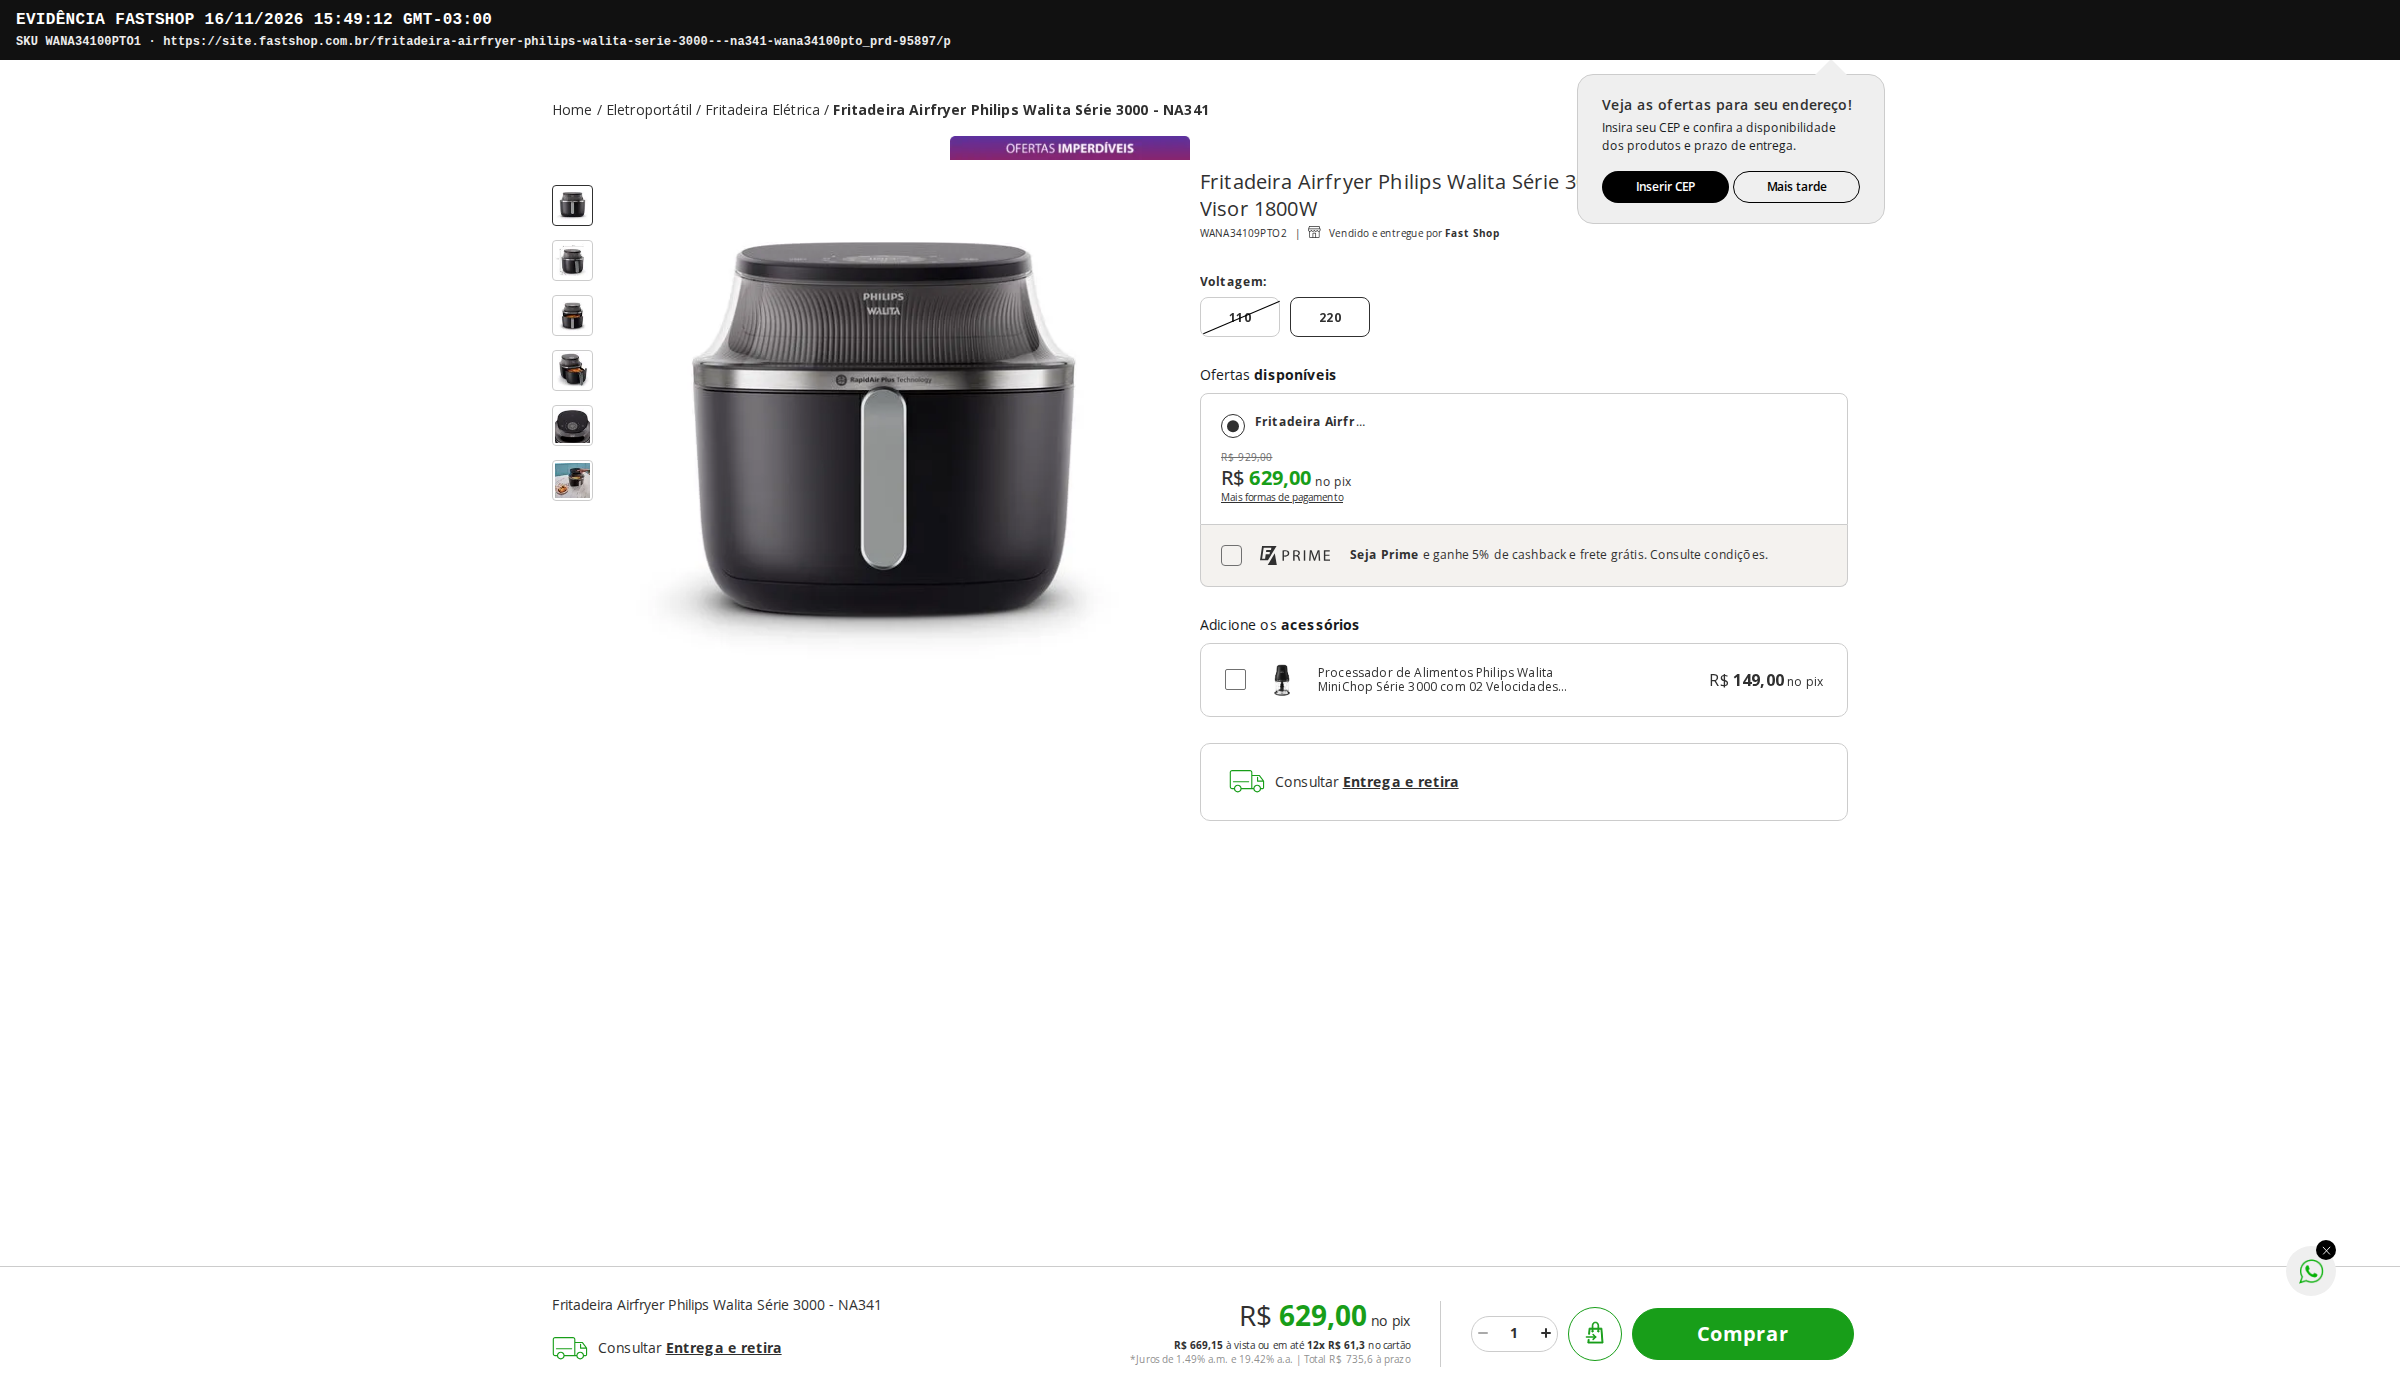 EVIDÊNCIA FASTSHOP 16/11/2026 15:49:12 GMT-03:00
SKU WANA34100PTO1 · https://site.fastshop.com.br/fritadeira-airfryer-philips-walita-serie-3000---na341-wana34100pto_prd-95897/p
Veja as ofertas para seu endereço!
Insira seu CEP e confira a disponibilidade
dos produtos e prazo de entrega.
Inserir CEP
Mais tarde
Home / Eletroportátil / Fritadeira Elétrica / Fritadeira Airfryer Philips Walita Série 3000 - NA341
OFERTAS IMPERDÍVEIS
Fritadeira Airfryer Philips Walita Série 3
Visor 1800W
WANA34109PTO2 | Vendido e entregue por Fast Shop
PHILIPS
WALITA
RapidAir Plus Technology
Voltagem:
110
220
Ofertas disponíveis
Fritadeira Airfr...
R$ 929,00
R$ 629,00 no pix
Mais formas de pagamento
PRIME
Seja Prime e ganhe 5% de cashback e frete grátis. Consulte condições.
Adicione os acessórios
Processador de Alimentos Philips Walita
MiniChop Série 3000 com 02 Velocidades...
R$ 149,00 no pix
Consultar Entrega e retira
Fritadeira Airfryer Philips Walita Série 3000 - NA341
Consultar Entrega e retira
R$ 629,00 no pix
R$ 669,15 à vista ou em até 12x R$ 61,3 no cartão
*Juros de 1.49% a.m. e 19.42% a.a. | Total R$ 735,6 à prazo
− 1 +
Comprar